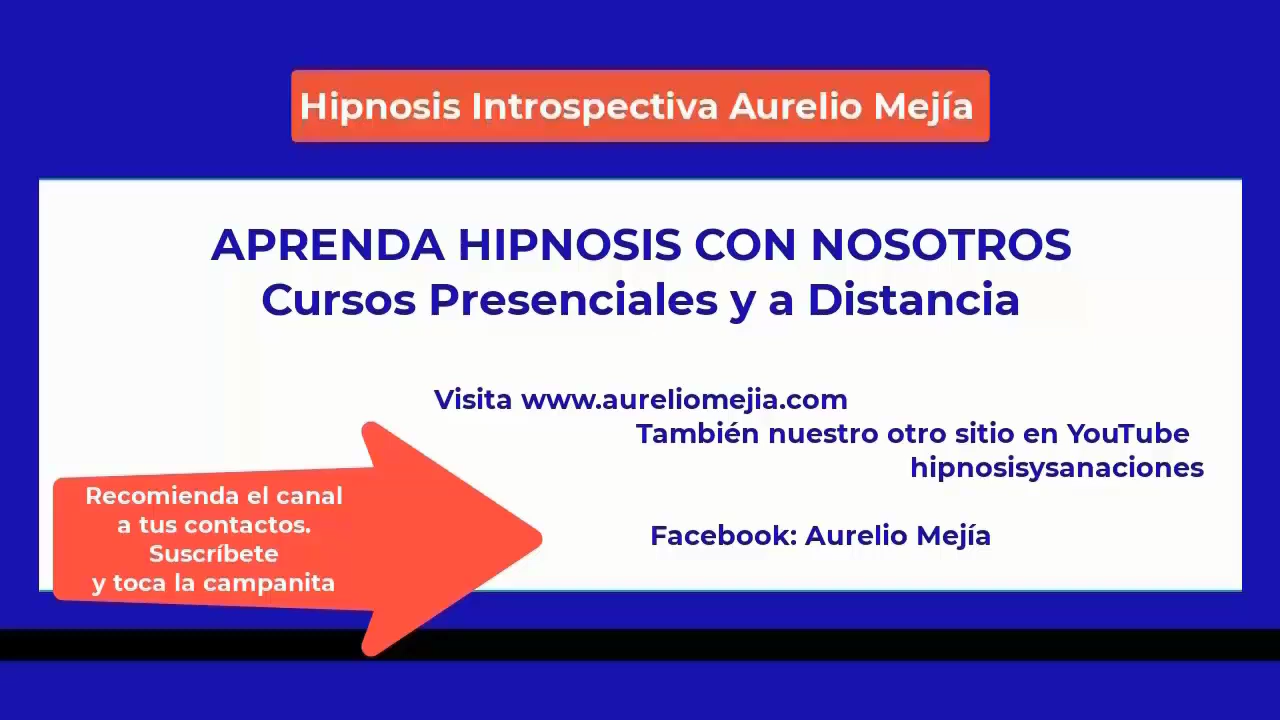 Hipnosis Introspectiva Aurelio Mejía
APRENDA HIPNOSIS CON NOSOTROS
Cursos Presenciales y a Distancia
Visita www.aureliomejia.com
También nuestro otro sitio en YouTube
hipnosisysanaciones
Facebook: Aurelio Mejía
Recomienda el canal
a tus contactos.
Suscríbete
y toca la campanita